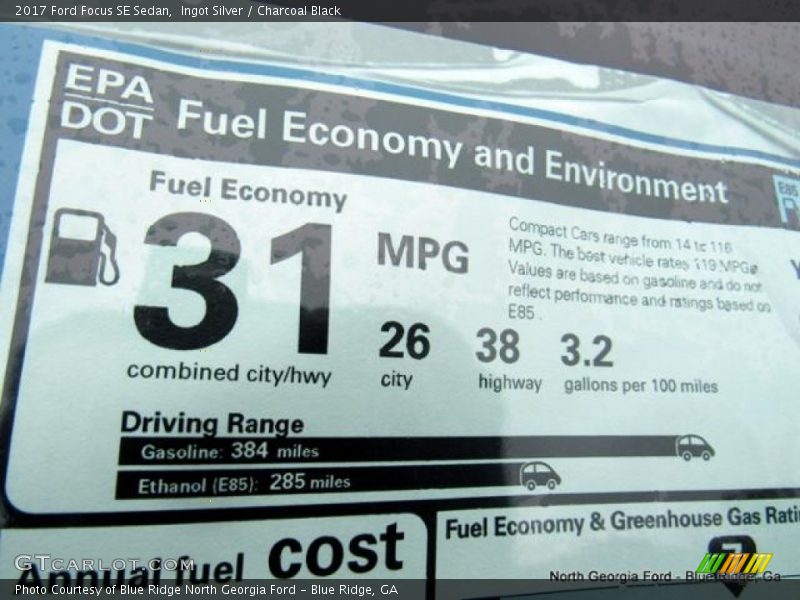 2017 Ford Focus SE Sedan, Ingot Silver / Charcoal Black
EPA
DOT
Fuel Economy and Environment
E85
Fuel Economy
31
MPG
combined city/hwy
26
city
38
highway
3.2
gallons per 100 miles
Compact Cars range from 14 to 116
MPG. The best vehicle rates 119 MPGe
Values are based on gasoline and do not
reflect performance and ratings based on
E85.
Driving Range
Gasoline: 384 miles
Ethanol (E85): 285 miles
Annual fuel cost
Fuel Economy & Greenhouse Gas Rati
7
GTcarlot.com
North Georgia Ford - Blue Ridge, Ga
Photo Courtesy of Blue Ridge North Georgia Ford - Blue Ridge, GA